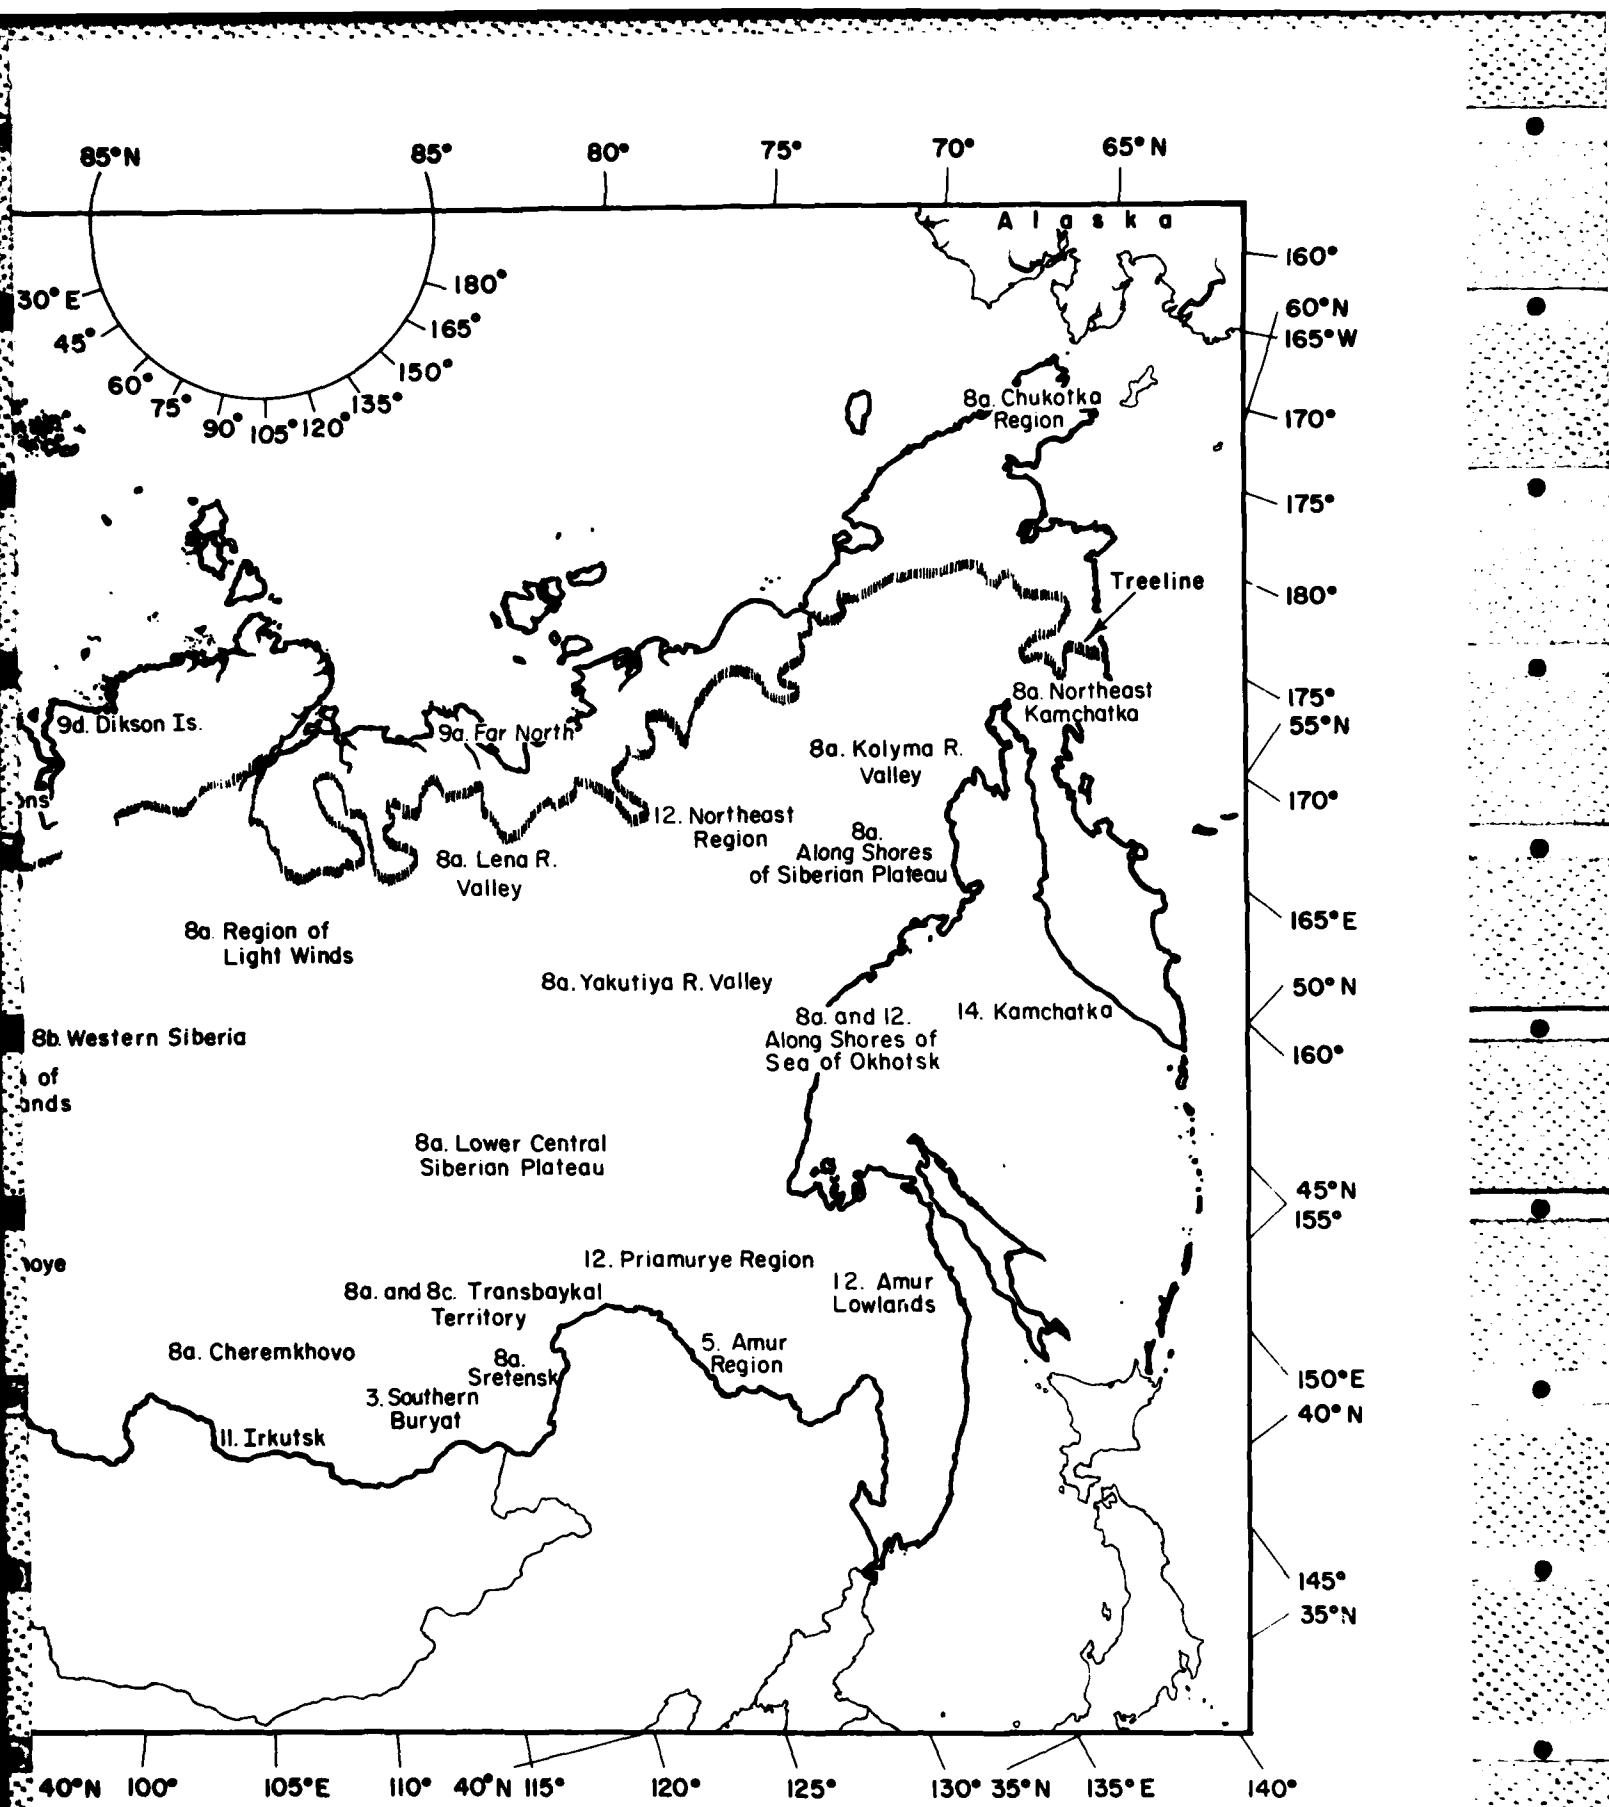 85°N
85°
80°
75°
70°
65°N
Alaska
160°
60°N
165°W
30°E
45°
60°
75°
90°
105°
120°
135°
150°
165°
180°
8a. Chukotka
Region
170°
175°
Treeline
180°
8a. Northeast
Kamchatka
175°
55°N
9d. Dikson Is.
9a. Far North
8a. Kolyma R.
Valley
170°
12. Northeast
Region
8a.
Along Shores
of Siberian Plateau
8a. Lena R.
Valley
165°E
8a. Region of
Light Winds
8a. Yakutiya R. Valley
50°N
14. Kamchatka
8a. and 12.
Along Shores of
Sea of Okhotsk
8b. Western Siberia
160°
of
8a. Lower Central
Siberian Plateau
45°N
155°
12. Priamurye Region
8a. and 8c. Transbaykal
Territory
12. Amur
Lowlands
8a. Cheremkhovo
8a.
Sretensk
5. Amur
Region
150°E
3. Southern
Buryat
40°N
11. Irkutsk
145°
35°N
40°N
100°
105°E
110°
40°N
115°
120°
125°
130°
35°N
135°E
140°